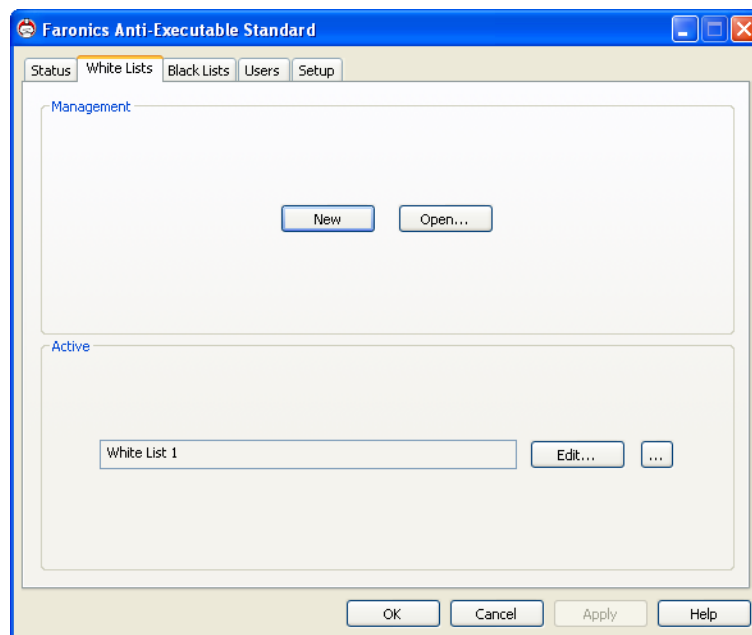 Faronics Anti-Executable Standard
Status White Lists Black Lists Users Setup
Management
New Open...
Active
White List 1 Edit... ...
OK Cancel Apply Help